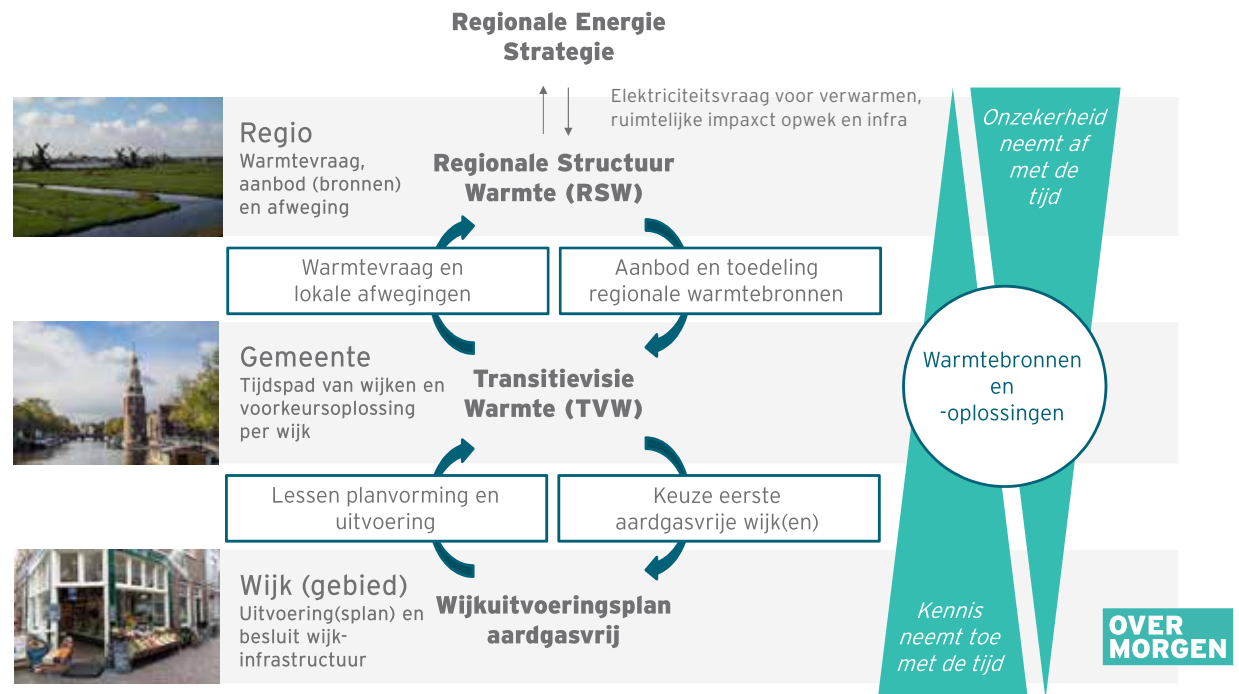 Regionale Energie
Strategie
Elektriciteitsvraag voor verwarmen,
ruimtelijke impaxct opwek en infra
Regio
Warmtevraag,
aanbod (bronnen)
en afweging
Regionale Structuur
Warmte (RSW)
Onzekerheid
neemt af
met de
tijd
Warmtevraag en
lokale afwegingen
Aanbod en toedeling
regionale warmtebronnen
Gemeente
Tijdspad van wijken en
voorkeursoplossing
per wijk
Transitievisie
Warmte (TVW)
Warmtebronnen
en
-oplossingen
Lessen planvorming en
uitvoering
Keuze eerste
aardgasvrije wijk(en)
Wijk (gebied)
Uitvoering(splan) en
besluit wijk-
infrastructuur
Wijkuitvoeringsplan
aardgasvrij
Kennis
neemt toe
met de tijd
OVER
MORGEN